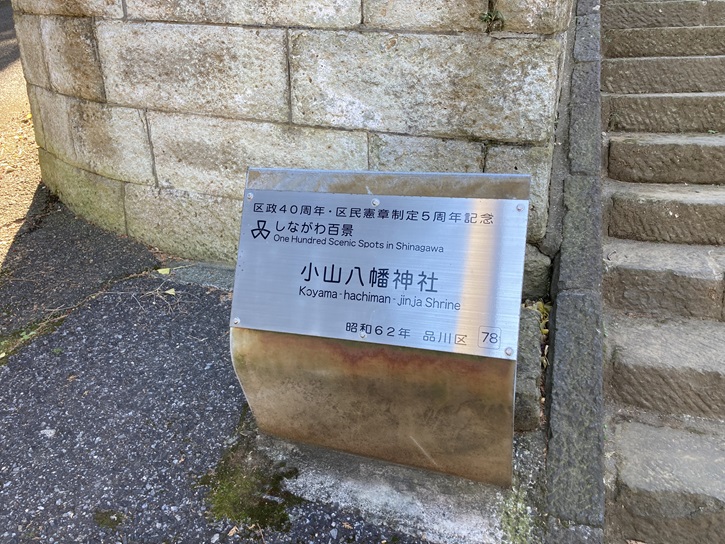 区政40周年・区民憲章制定5周年記念
しながわ百景
One Hundred Scenic Spots in Shinagawa
小山八幡神社
Koyama-hachiman-jinja Shrine
昭和62年 品川区 78